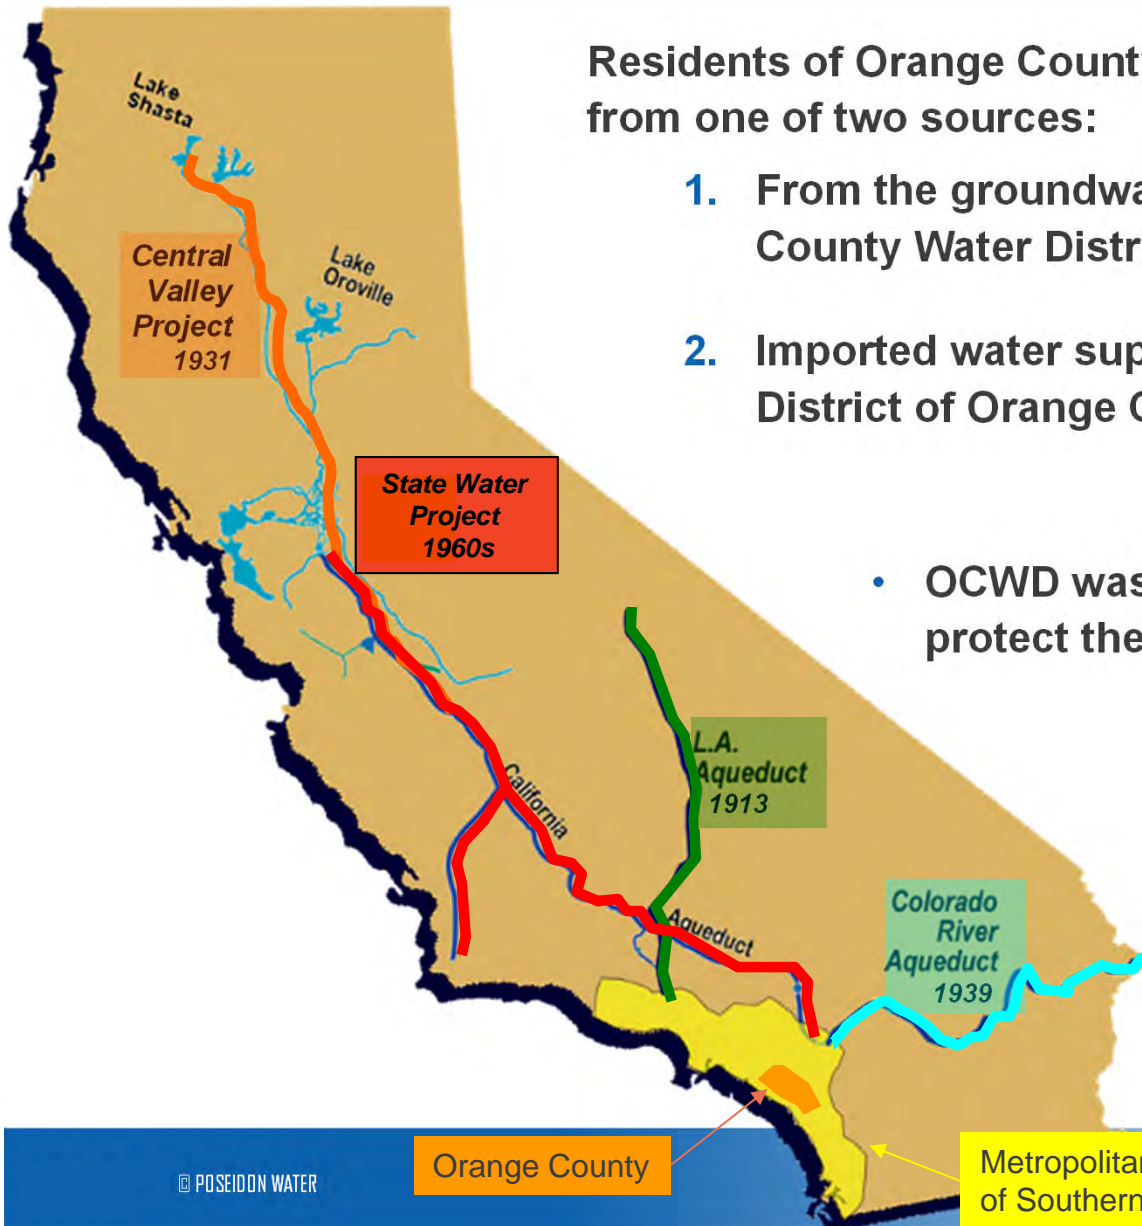 Residents of Orange County
from one of two sources:
1. From the groundwa
County Water Distr
2. Imported water sup
District of Orange
• OCWD was
protect the
Lake
Shasta
Central
Valley
Project
1931
Lake
Oroville
State Water
Project
1960s
L.A.
Aqueduct
1913
California
Aqueduct
Colorado
River
Aqueduct
1939
Orange County
Metropolitan
of Southern
© POSEIDON WATER